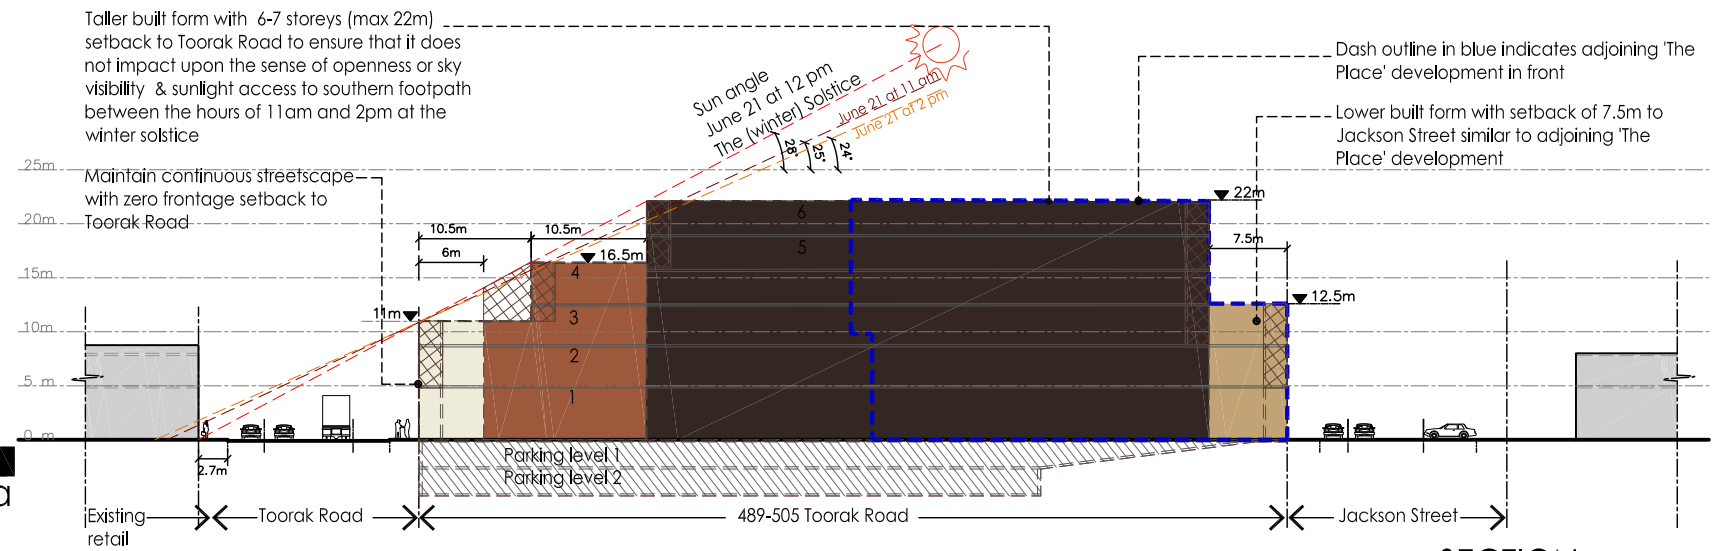 Taller built form with 6-7 storeys (max 22m)
setback to Toorak Road to ensure that it does
not impact upon the sense of openness or sky
visibility & sunlight access to southern footpath
between the hours of 11am and 2pm at the
winter solstice
Sun angle
June 21 at 12 pm
The (winter) Solstice
June 21 at 11 am
June 21 at 2 pm
28°
25°
24°
Dash outline in blue indicates adjoining 'The
Place' development in front
Lower built form with setback of 7.5m to
Jackson Street similar to adjoining 'The
Place' development
Maintain continuous streetscape
with zero frontage setback to
Toorak Road
25m
20m
15m
10m
5 m
0 m
10.5m
10.5m
6m
16.5m
11m
22m
7.5m
12.5m
6
5
4
3
2
1
2.7m
Parking level 1
Parking level 2
a
Existing
retail
Toorak Road
489-505 Toorak Road
Jackson Street